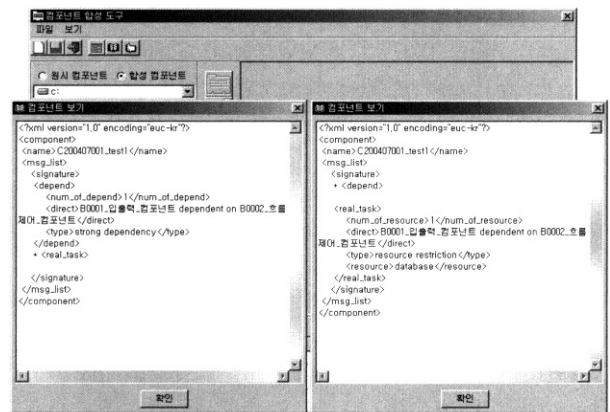 컴포넌트 합성 도구
파일 보기
원시 컴포넌트 합성 컴포넌트
c:
컴포넌트 보기
<?xml version="1.0" encoding="euc-kr"?>
<component>
<name>C200407001_test1</name>
<msg_list>
<signature>
<depend>
<num_of_depend>1</num_of_depend>
<direct>B0001_입출력_컴포넌트 dependent on B0002_흐름
제어_컴포넌트</direct>
<type>strong dependency</type>
</depend>
+ <real_task>
</signature>
</msg_list>
</component>
확인
컴포넌트 보기
<?xml version="1.0" encoding="euc-kr"?>
<component>
<name>C200407001_test1</name>
<msg_list>
<signature>
+ <depend>
<real_task>
<num_of_resource>1</num_of_resource>
<direct>B0001_입출력_컴포넌트 dependent on B0002_흐름
제어_컴포넌트</direct>
<type>resource restriction</type>
<resource>database</resource>
</real_task>
</signature>
</msg_list>
</component>
확인